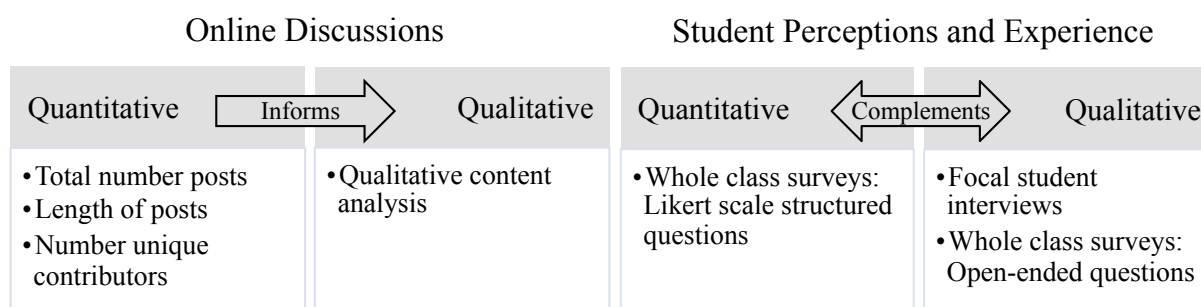 Online Discussions
Student Perceptions and Experience
Quantitative
Informs
Qualitative
Quantitative
Complements
Qualitative
•Total number posts
•Length of posts
•Number unique
contributors
•Qualitative content
analysis
•Whole class surveys:
Likert scale structured
questions
•Focal student
interviews
•Whole class surveys:
Open-ended questions